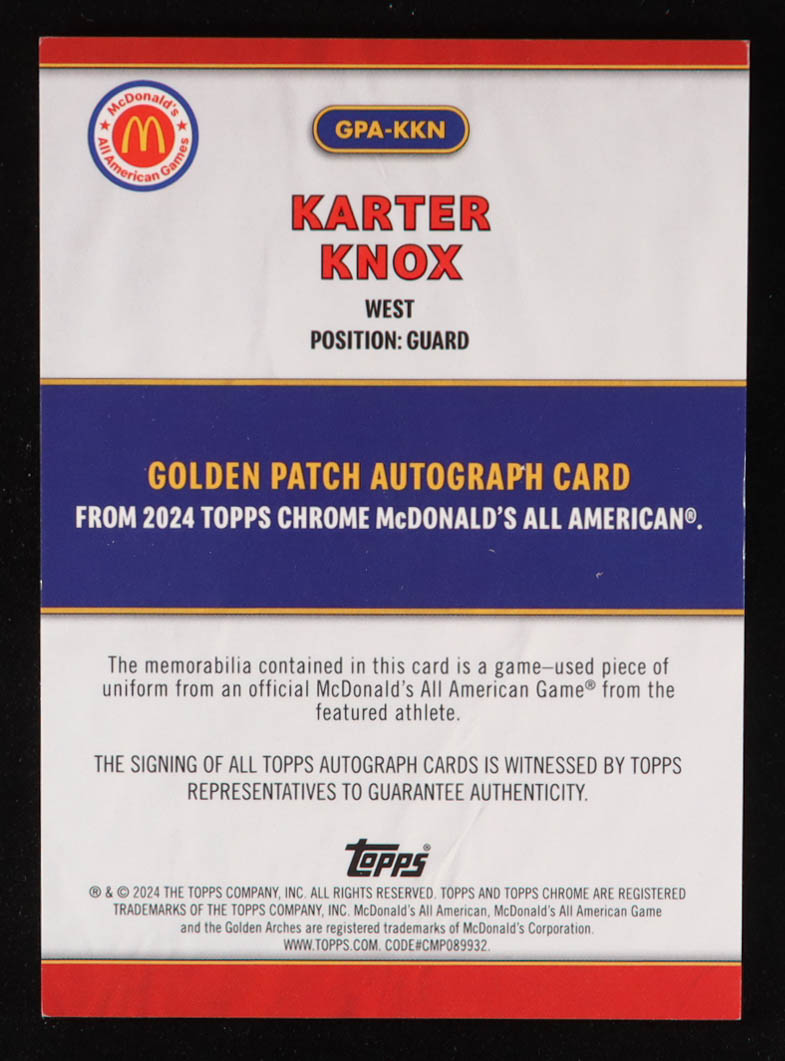 McDonald's
All American Games
GPA-KKN
KARTER
KNOX
WEST
POSITION: GUARD
GOLDEN PATCH AUTOGRAPH CARD
FROM 2024 TOPPS CHROME McDONALD'S ALL AMERICAN®.
The memorabilia contained in this card is a game–used piece of
uniform from an official McDonald's All American Game® from the
featured athlete.
THE SIGNING OF ALL TOPPS AUTOGRAPH CARDS IS WITNESSED BY TOPPS
REPRESENTATIVES TO GUARANTEE AUTHENTICITY.
topps®
® & © 2024 THE TOPPS COMPANY, INC. ALL RIGHTS RESERVED. TOPPS AND TOPPS CHROME ARE REGISTERED
TRADEMARKS OF THE TOPPS COMPANY, INC. McDonald's All American, McDonald's All American Game
and the Golden Arches are registered trademarks of McDonald's Corporation.
WWW.TOPPS.COM. CODE#CMP089932.